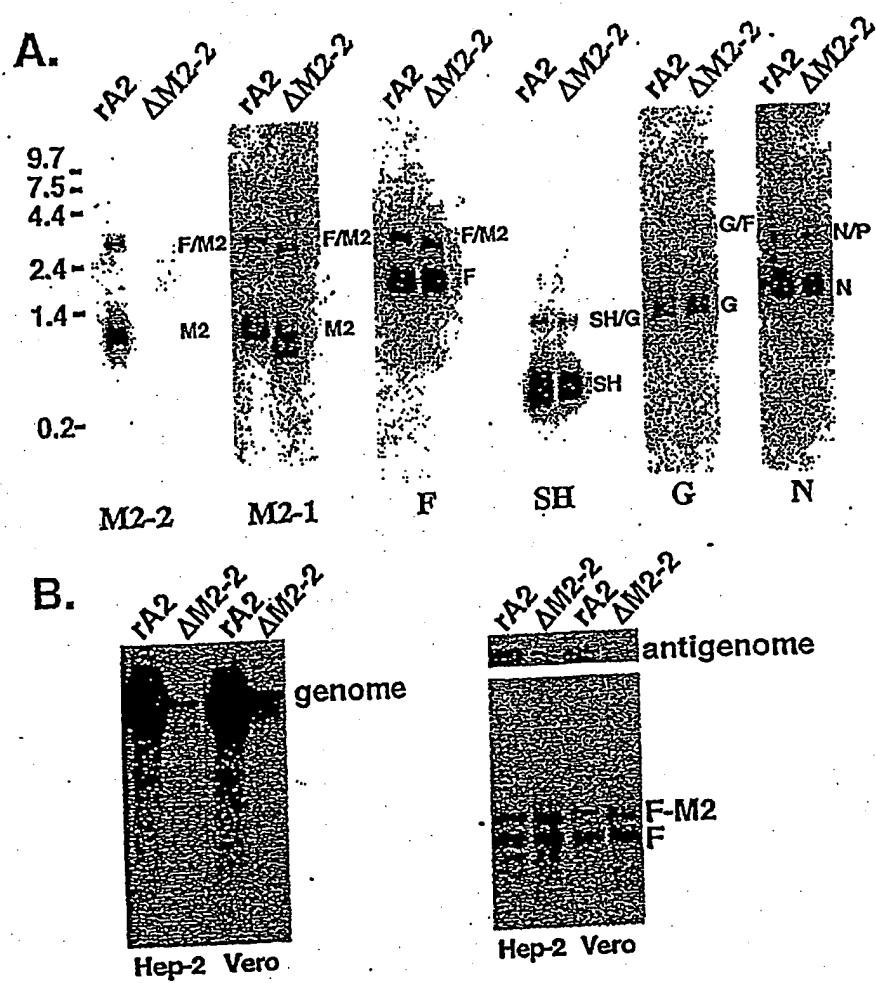 A.
rA2 ΔM2-2 rA2 ΔM2-2 rA2 ΔM2-2 rA2 ΔM2-2 rA2 ΔM2-2 rA2 ΔM2-2
9.7
7.5
4.4
2.4
1.4
0.2
F/M2
M2
F/M2
M2
F/M2
F
SH/G
SH
G/F
G
N/P
N
M2-2 M2-1 F SH G N
B.
rA2 ΔM2-2 rA2 ΔM2-2
genome
Hep-2 Vero
rA2 ΔM2-2 rA2 ΔM2-2
antigenome
F-M2
F
Hep-2 Vero